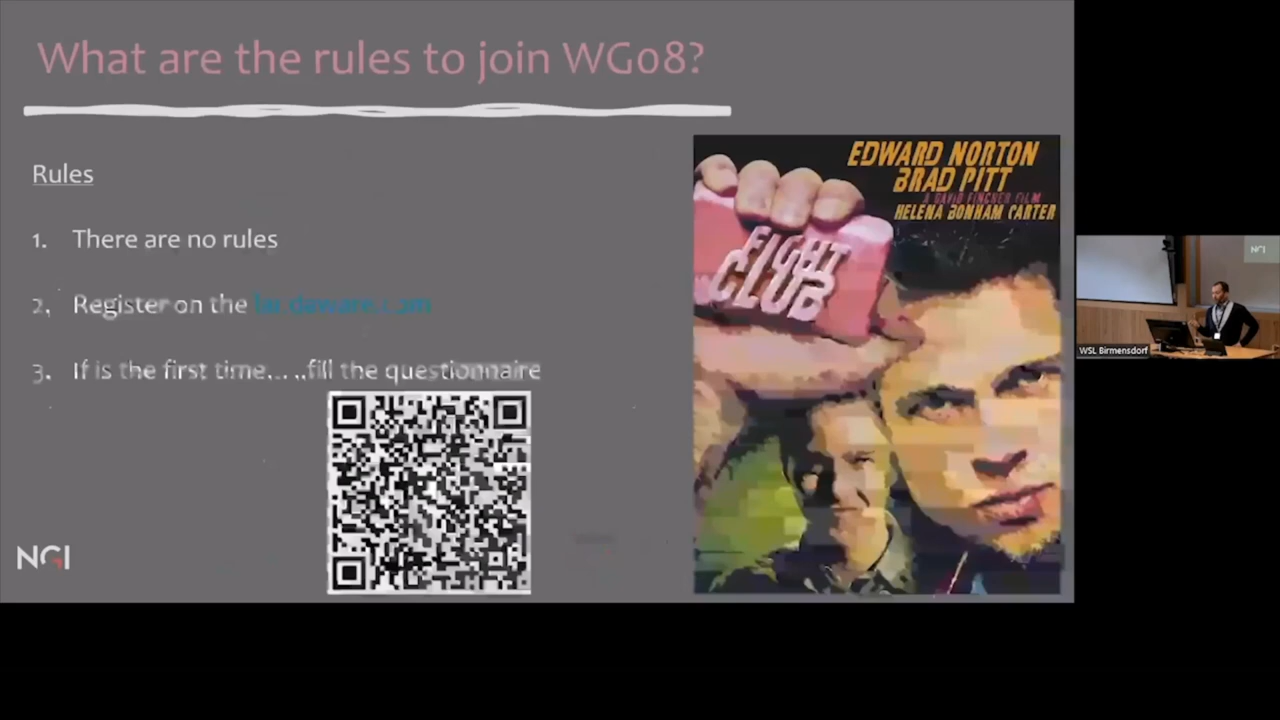 What are the rules to join WG08?
Rules
1. There are no rules
2. Register on the
3. If is the first time.....fill the questionnaire
EDWARD NORTON
BRAD PITT
A DAVID FINCHER FILM
HELENA BONHAM CARTER
FIGHT
CLUB
NGI
NGI
WSL Birmensdorf